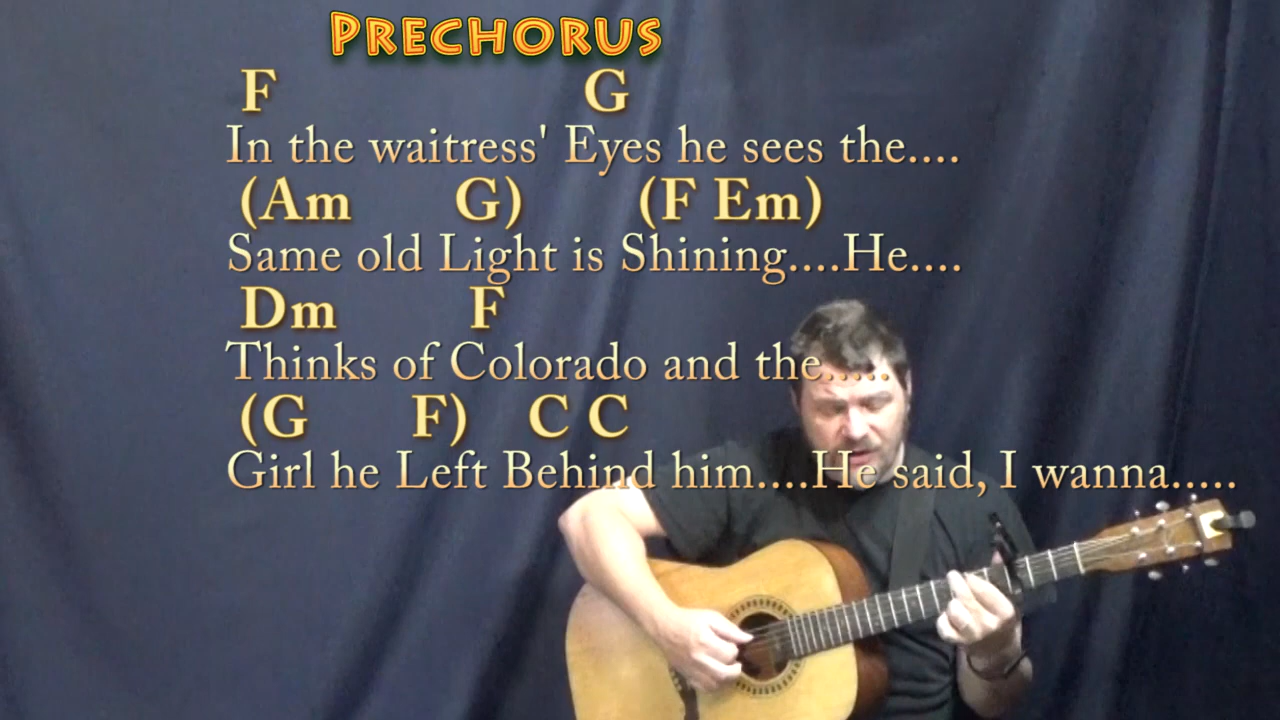 PRECHORUS
F G
In the waitress' Eyes he sees the....
(Am G) (F Em)
Same old Light is Shining....He....
Dm F
Thinks of Colorado and the.....
(G F) C C
Girl he Left Behind him....He said, I wanna.....